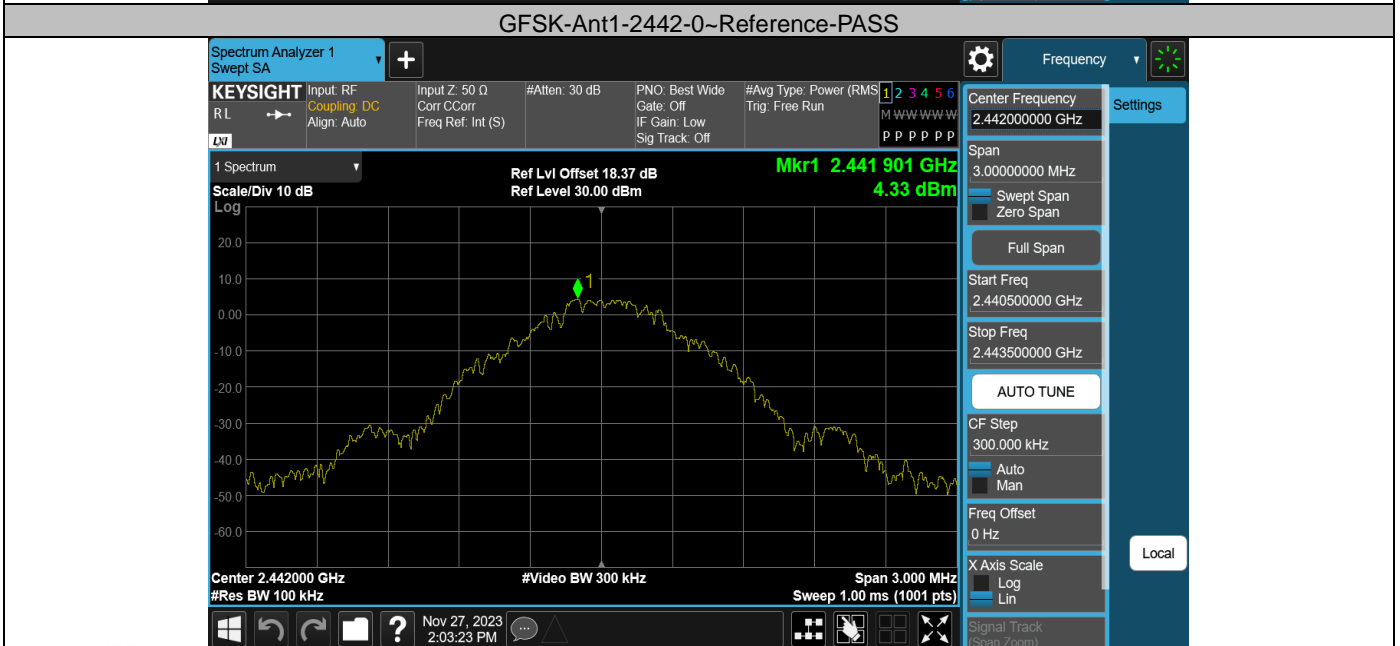 GFSK-Ant1-2442-0~Reference-PASS
Spectrum Analyzer 1
Swept SA
Frequency
KEYSIGHT
R L
LXI
Input: RF
Coupling: DC
Align: Auto
Input Z: 50 Ω
Corr CCorr
Freq Ref: Int (S)
#Atten: 30 dB
PNO: Best Wide
Gate: Off
IF Gain: Low
Sig Track: Off
#Avg Type: Power (RMS
Trig: Free Run
1 2 3 4 5 6
M W W W W W
P P P P P P
1 Spectrum
Scale/Div 10 dB
Log
Ref Lvl Offset 18.37 dB
Ref Level 30.00 dBm
Mkr1 2.441 901 GHz
4.33 dBm
1
20.0
10.0
0.00
-10.0
-20.0
-30.0
-40.0
-50.0
-60.0
Center 2.442000 GHz
#Res BW 100 kHz
#Video BW 300 kHz
Span 3.000 MHz
Sweep 1.00 ms (1001 pts)
Nov 27, 2023
2:03:23 PM
Center Frequency
2.442000000 GHz
Span
3.00000000 MHz
Swept Span
Zero Span
Full Span
Start Freq
2.440500000 GHz
Stop Freq
2.443500000 GHz
AUTO TUNE
CF Step
300.000 kHz
Auto
Man
Freq Offset
0 Hz
X Axis Scale
Log
Lin
Signal Track
(Span Zoom)
Settings
Local